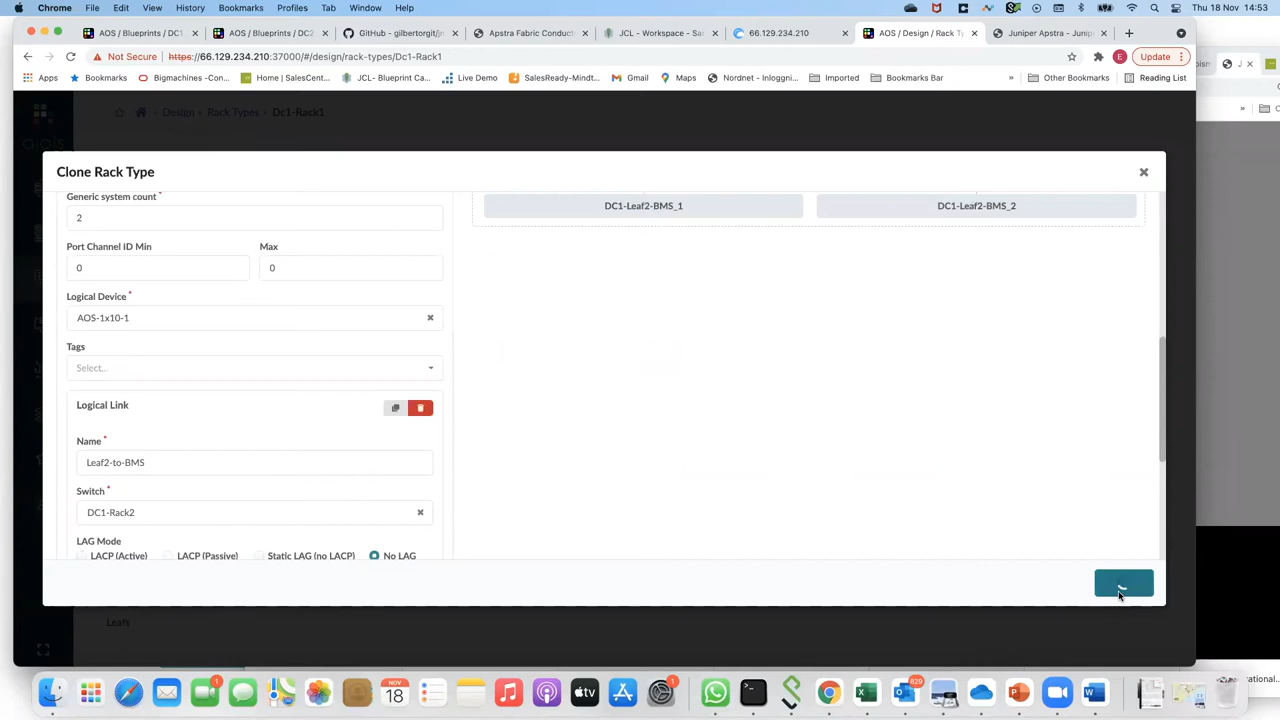 Chrome File Edit View History Bookmarks Profiles Tab Window Help Thu 18 Nov 14:53
AOS / Blueprints / DC1 AOS / Blueprints / DC2 GitHub - gilbertorgit/jn Apstra Fabric Conduct JCL - Workspace - Sa 66.129.234.210 AOS / Design / Rack Ty Juniper Apstra - Junip
Not Secure https://66.129.234.210:37000/#/design/rack-types/Dc1-Rack1 E Update
Apps Bookmarks Bigmachines -Con... Home | SalesCent... JCL- Blueprint Ca... Live Demo SalesReady-Mindt... Gmail Maps Nordnet - Inloggni... Imported Bookmarks Bar » Other Bookmarks Reading List
Design Rack Types Dc1-Rack1
Clone Rack Type
Generic system count *
2
DC1-Leaf2-BMS_1 DC1-Leaf2-BMS_2
Port Channel ID Min Max
0 0
Logical Device *
AOS-1x10-1
Tags
Select...
Logical Link
Name *
Leaf2-to-BMS
Switch *
DC1-Rack2
LAG Mode
LACP (Active) LACP (Passive) Static LAG (no LACP) No LAG
Leafs
1 NOV 18 tv 1 829